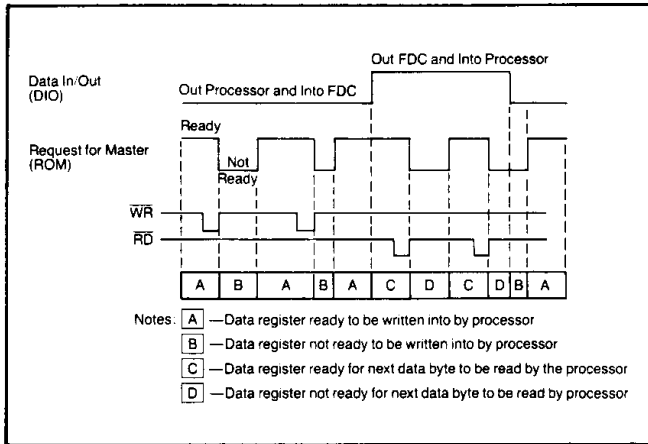 Out FDC and Into Processor
Data In/Out
(DIO)
Out Processor and Into FDC
Ready
Request for Master
(ROM)
Not
Ready
WR
RD
A B A B A C D C D B A
Notes: A —Data register ready to be written into by processor
B —Data register not ready to be written into by processor
C —Data register ready for next data byte to be read by the processor
D —Data register not ready for next data byte to be read by processor